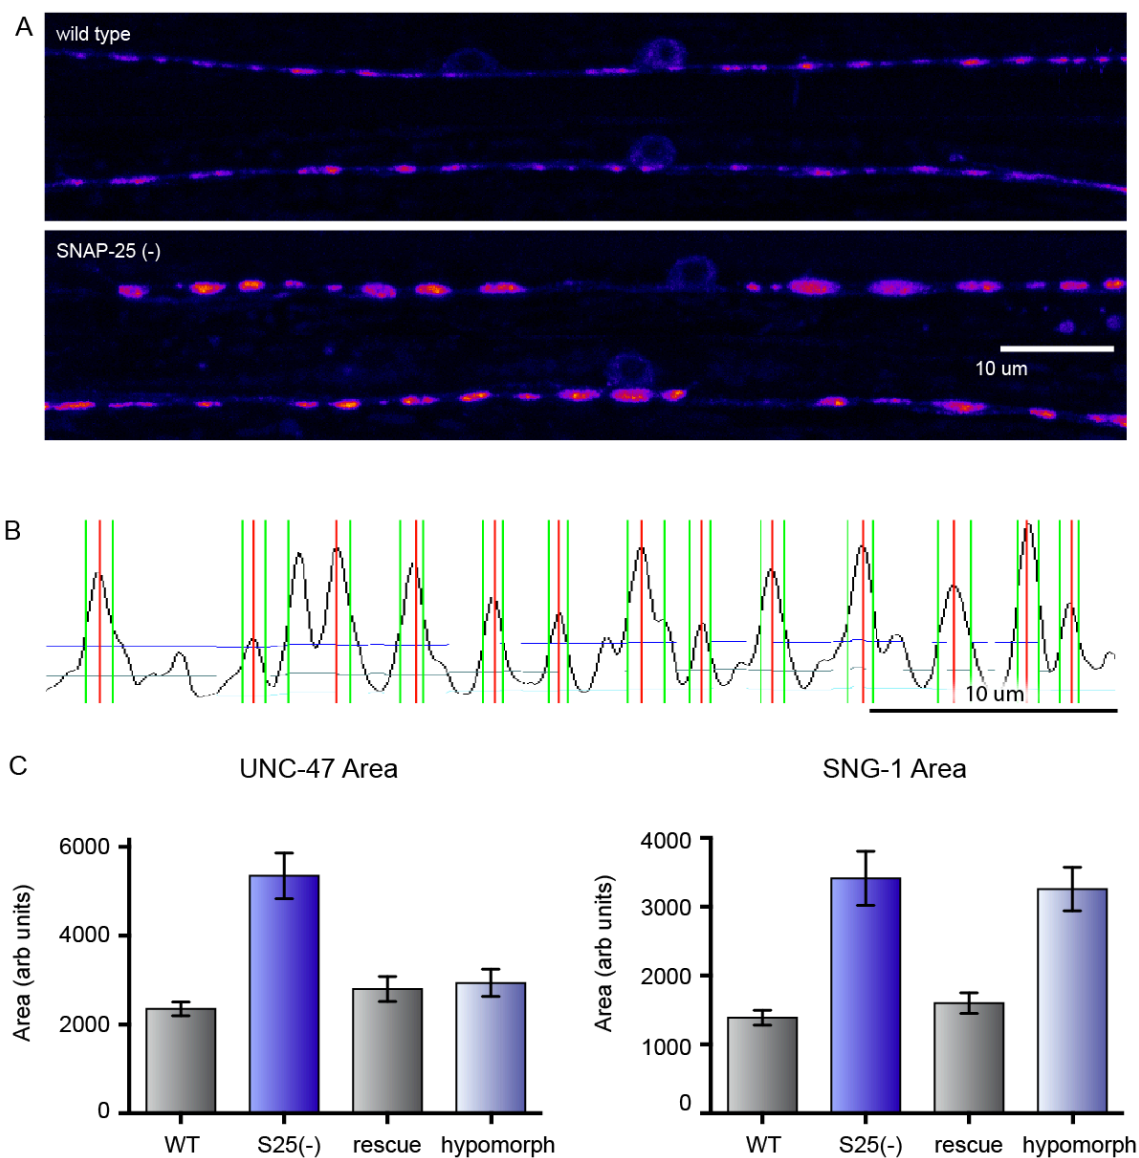 A
wild type
SNAP-25 (-)
10 um
B
10 um
C
UNC-47 Area
SNG-1 Area
Area (arb units)
6000
4000
2000
0
WT
S25(-)
rescue
hypomorph
Area (arb units)
4000
3000
2000
1000
0
WT
S25(-)
rescue
hypomorph